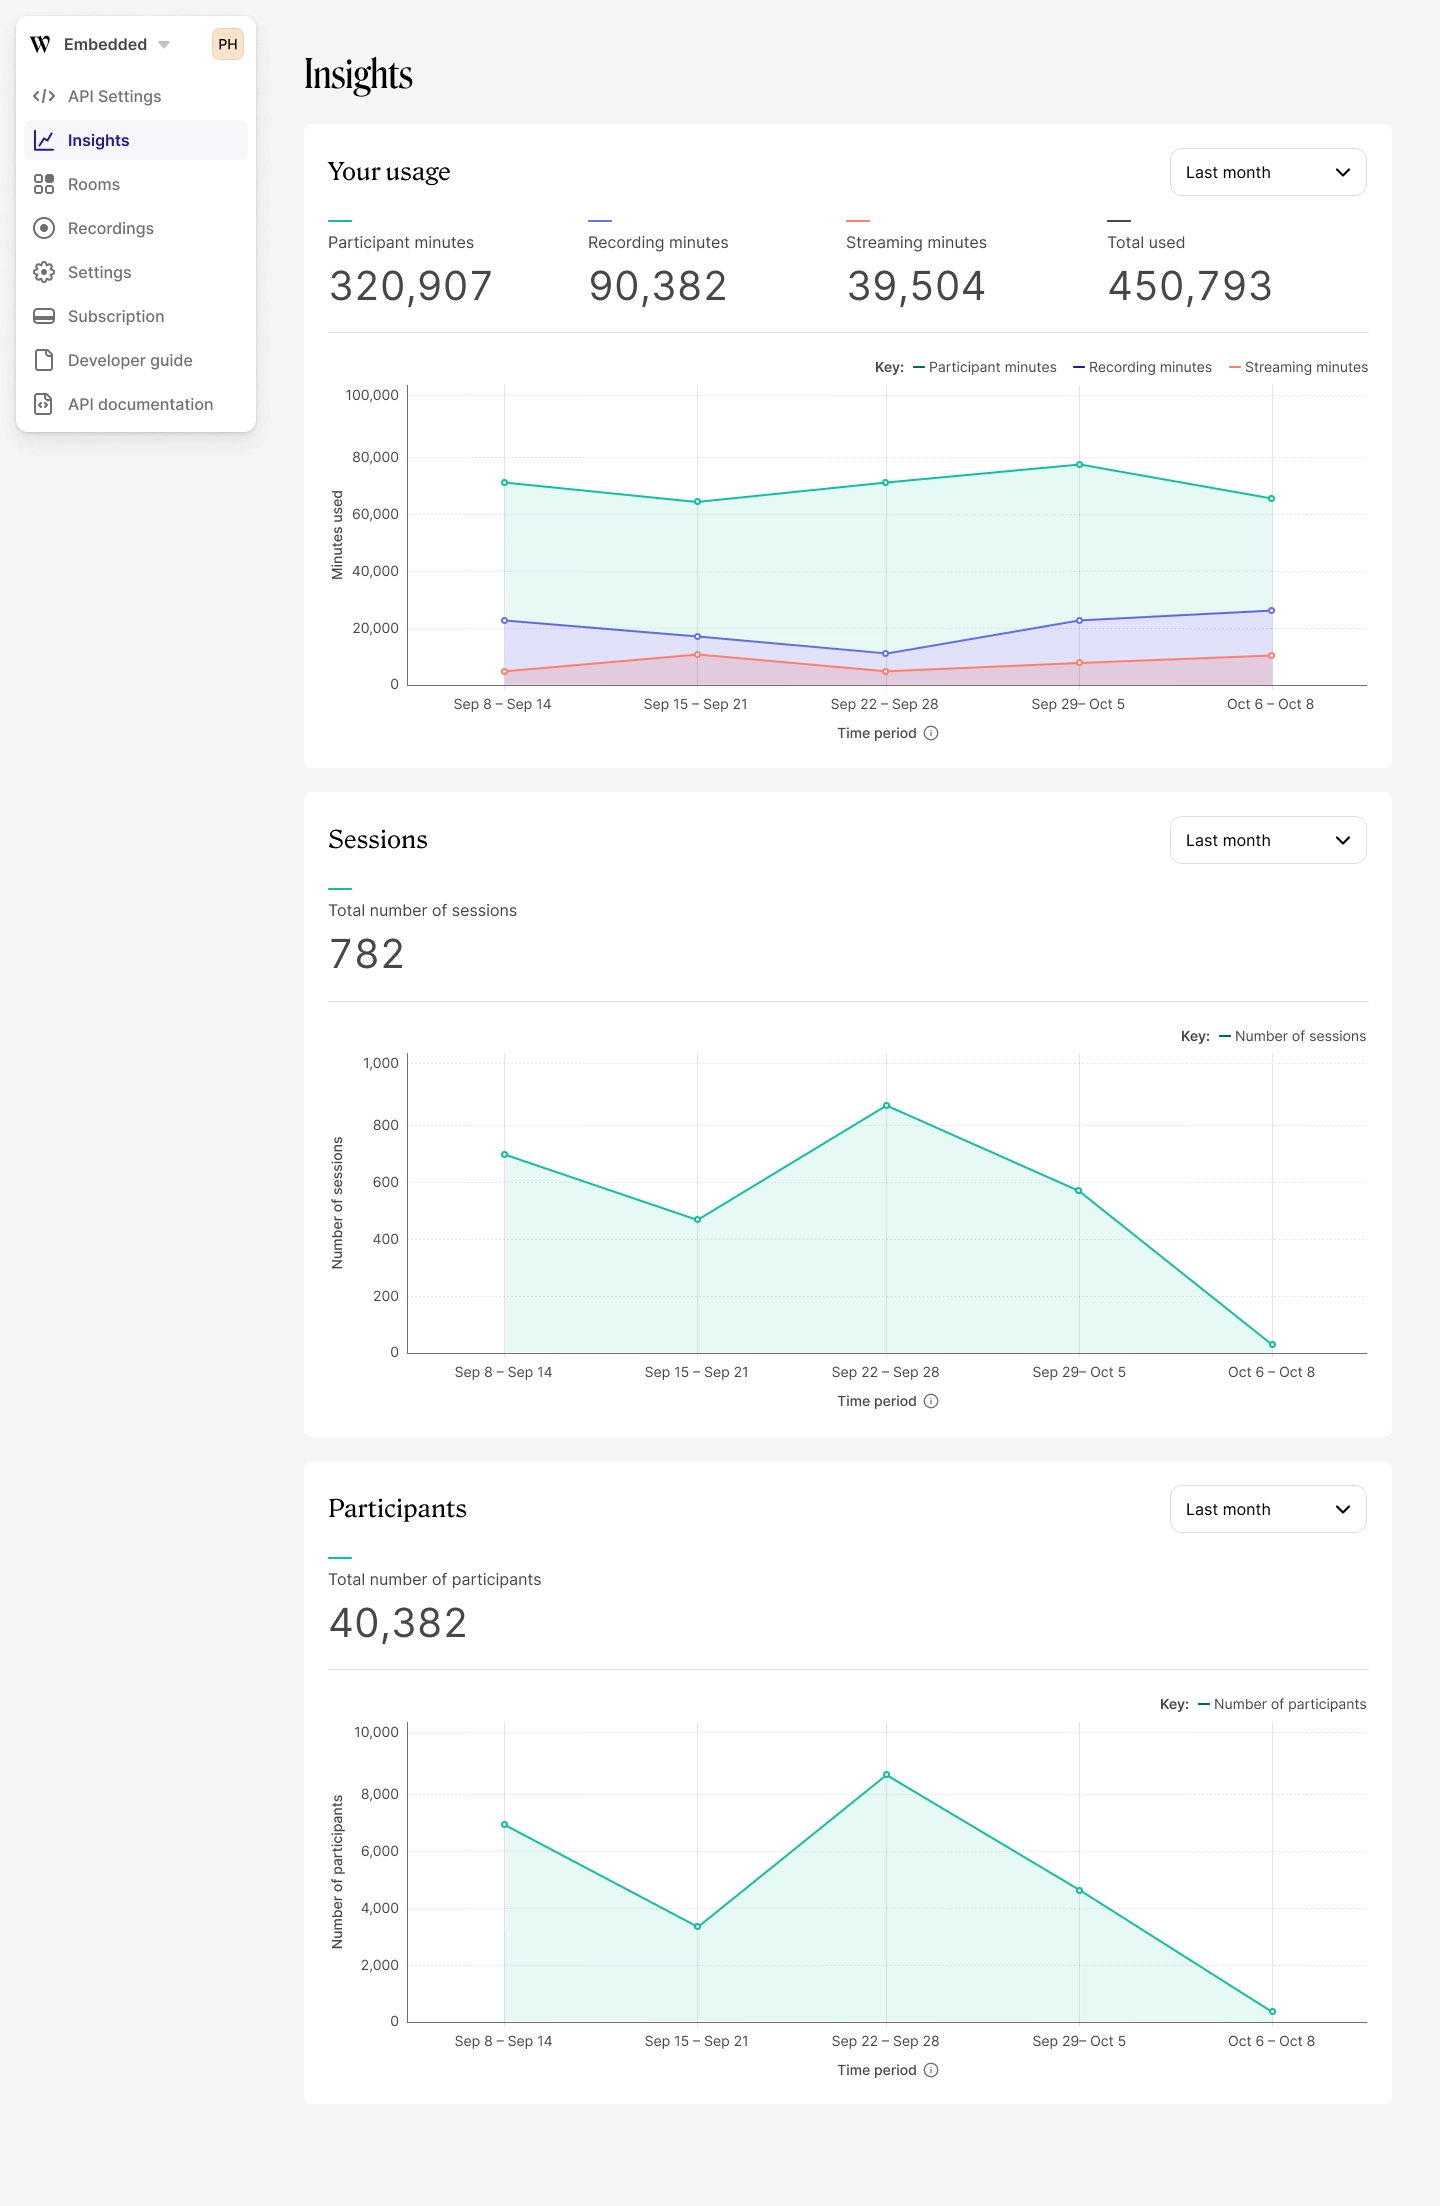 W Embedded PH
API Settings
Insights
Rooms
Recordings
Settings
Subscription
Developer guide
API documentation
Insights
Your usage
Last month
Participant minutes Recording minutes Streaming minutes Total used
320,907 90,382 39,504 450,793
Key: Participant minutes Recording minutes Streaming minutes
Minutes used
100,000
80,000
60,000
40,000
20,000
0
Sep 8 – Sep 14 Sep 15 – Sep 21 Sep 22 – Sep 28 Sep 29– Oct 5 Oct 6 – Oct 8
Time period
Sessions
Last month
Total number of sessions
782
Key: Number of sessions
Number of sessions
1,000
800
600
400
200
0
Sep 8 – Sep 14 Sep 15 – Sep 21 Sep 22 – Sep 28 Sep 29– Oct 5 Oct 6 – Oct 8
Time period
Participants
Last month
Total number of participants
40,382
Key: Number of participants
Number of participants
10,000
8,000
6,000
4,000
2,000
0
Sep 8 – Sep 14 Sep 15 – Sep 21 Sep 22 – Sep 28 Sep 29– Oct 5 Oct 6 – Oct 8
Time period